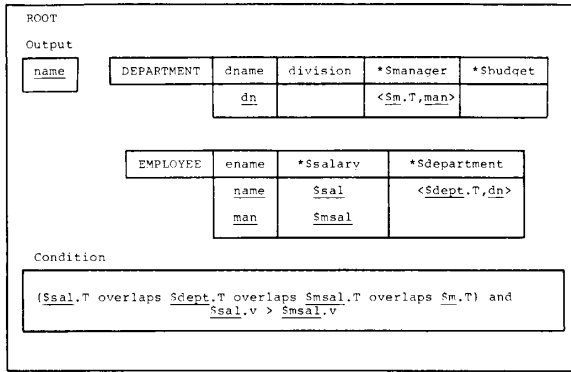 ROOT
Output
name
DEPARTMENT dname division *$manager *$budget
dn <$m.T,man>
EMPLOYEE ename *$salary *$department
name $sal <$dept.T,dn>
man $msal
Condition
($sal.T overlaps $dept.T overlaps $msal.T overlaps $m.T) and
$sal.v > $msal.v